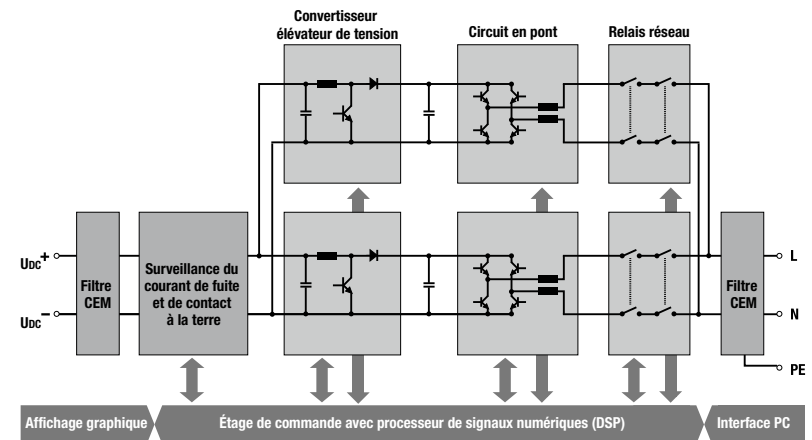 Convertisseur
élévateur de tension
Circuit en pont
Relais réseau
UDC+
UDC–
Filtre
CEM
Surveillance du
courant de fuite
et de contact
à la terre
Filtre
CEM
L
N
PE
Affichage graphique
Étage de commande avec processeur de signaux numériques (DSP)
Interface PC